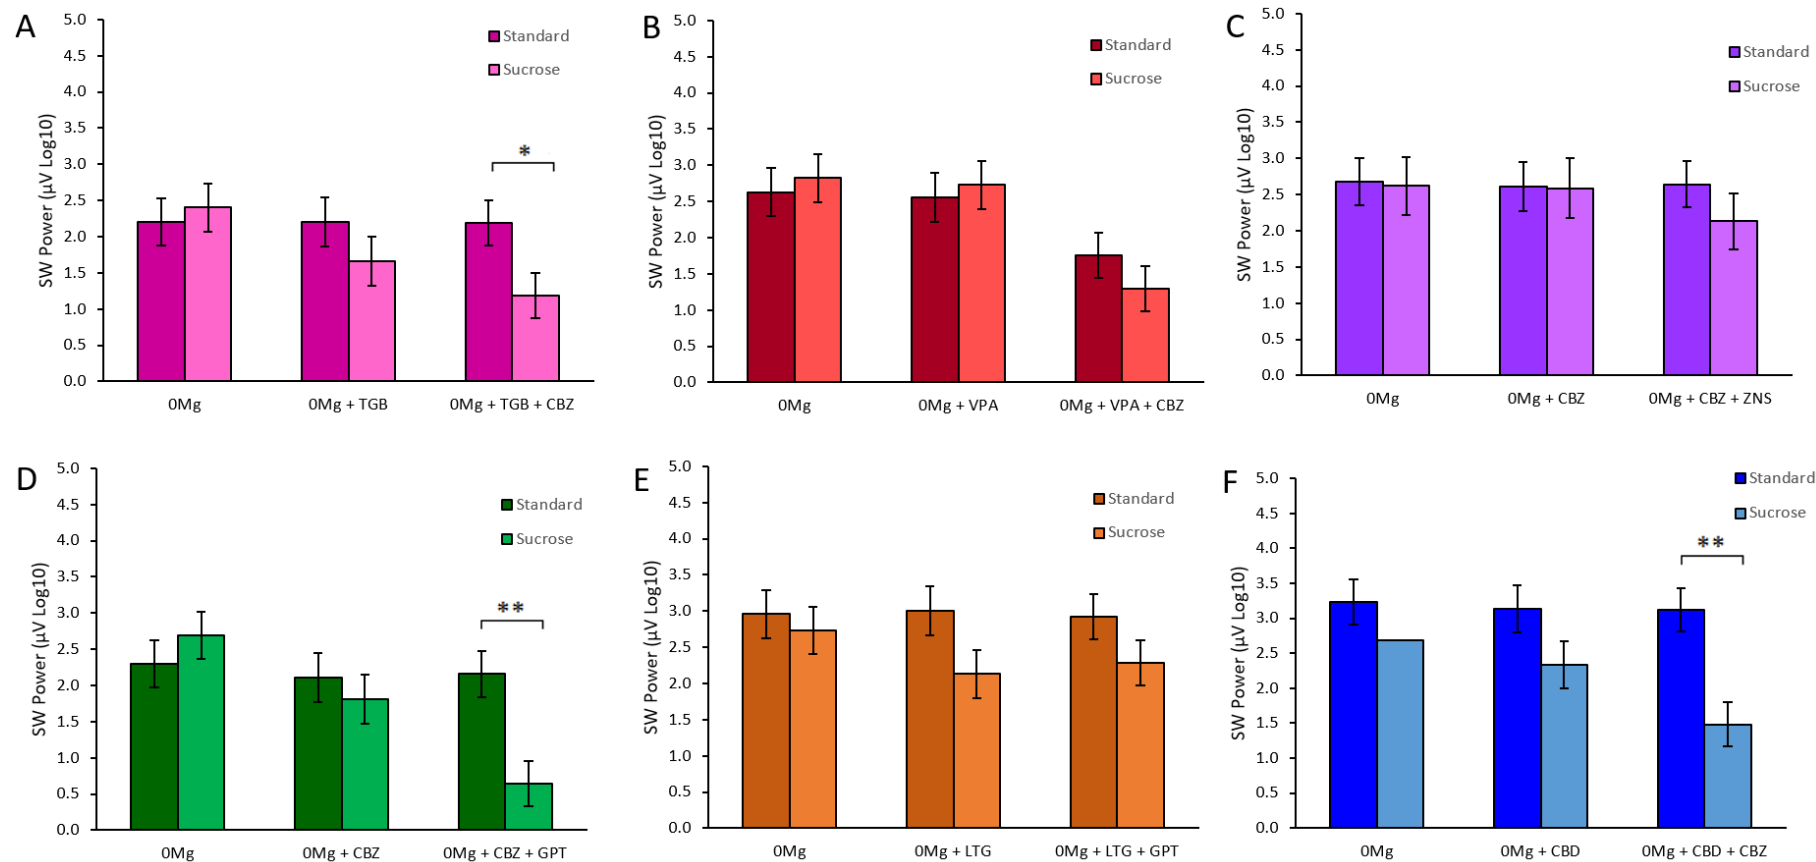 A
SW Power (µV Log10)
5.0
4.5
4.0
3.5
3.0
2.5
2.0
1.5
1.0
0.5
0.0
Standard
Sucrose
*
0Mg
0Mg + TGB
0Mg + TGB + CBZ
B
SW Power (µV Log10)
5.0
4.5
4.0
3.5
3.0
2.5
2.0
1.5
1.0
0.5
0.0
Standard
Sucrose
0Mg
0Mg + VPA
0Mg + VPA + CBZ
C
SW Power (µV Log10)
5.0
4.5
4.0
3.5
3.0
2.5
2.0
1.5
1.0
0.5
0.0
Standard
Sucrose
0Mg
0Mg + CBZ
0Mg + CBZ + ZNS
D
SW Power (µV Log10)
5.0
4.5
4.0
3.5
3.0
2.5
2.0
1.5
1.0
0.5
0.0
Standard
Sucrose
**
0Mg
0Mg + CBZ
0Mg + CBZ + GPT
E
SW Power (µV Log10)
5.0
4.5
4.0
3.5
3.0
2.5
2.0
1.5
1.0
0.5
0.0
Standard
Sucrose
0Mg
0Mg + LTG
0Mg + LTG + GPT
F
SW Power (µV Log10)
5.0
4.5
4.0
3.5
3.0
2.5
2.0
1.5
1.0
0.5
0.0
Standard
Sucrose
**
0Mg
0Mg + CBD
0Mg + CBD + CBZ